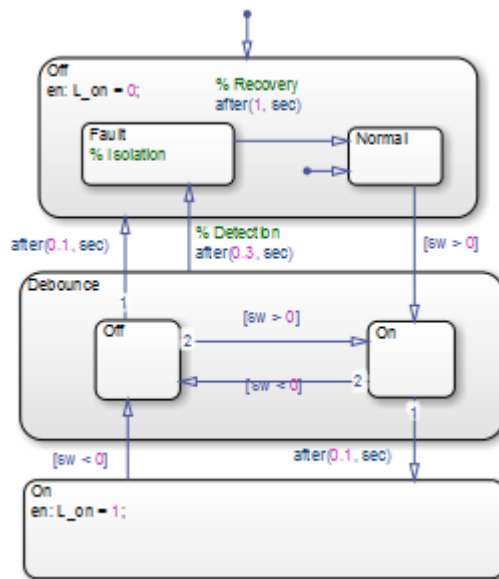 Off
en: L_on = 0;
% Recovery
after(1, sec)
Fault
% Isolation
Normal
after(0.1, sec)
% Detection
after(0.3, sec)
[sw > 0]
Debounce
1
Off
2
[sw > 0]
On
[sw < 0]
2
1
[sw < 0]
after(0.1, sec)
On
en: L_on = 1;